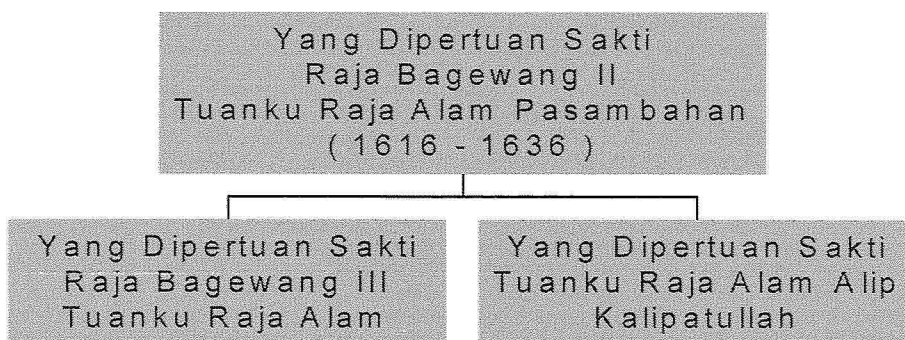 Yang Dipertuan Sakti
Raja Bagewang II
Tuanku Raja Alam Pasambahan
( 1616 - 1636 )
Yang Dipertuan Sakti
Raja Bagewang III
Tuanku Raja Alam
Yang Dipertuan Sakti
Tuanku Raja Alam Alip
Kalipatullah